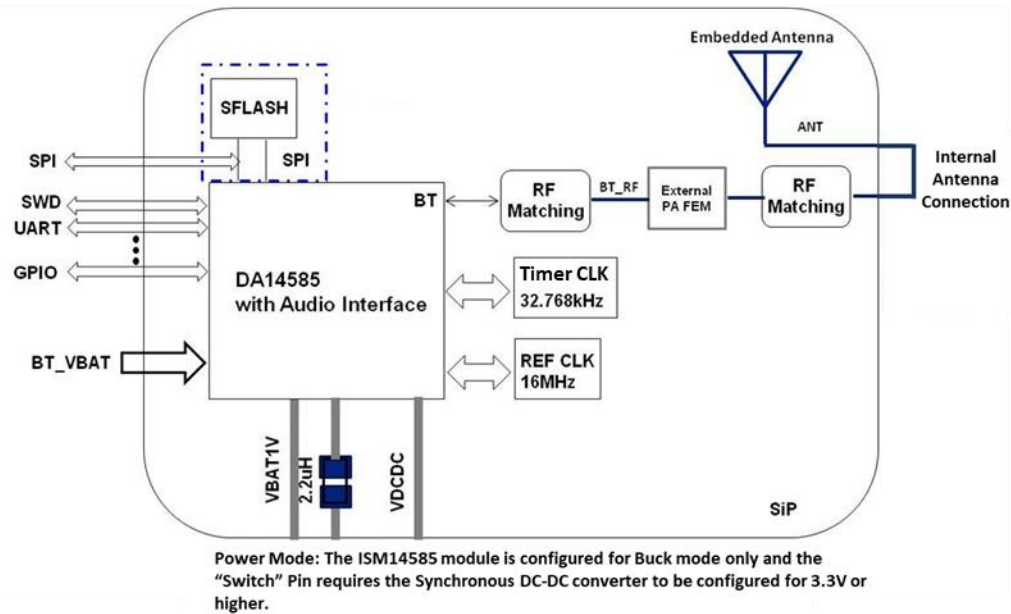 Embedded Antenna
SFLASH
ANT
SPI
SPI
Internal
Antenna
Connection
BT
RF
Matching
BT_RF
External
PA FEM
RF
Matching
SWD
UART
GPIO
DA14585
with Audio Interface
Timer CLK
32.768kHz
BT_VBAT
REF CLK
16MHz
VBAT1V
2.2uH
VDCDC
SiP
Power Mode: The ISM14585 module is configured for Buck mode only and the
“Switch” Pin requires the Synchronous DC-DC converter to be configured for 3.3V or
higher.